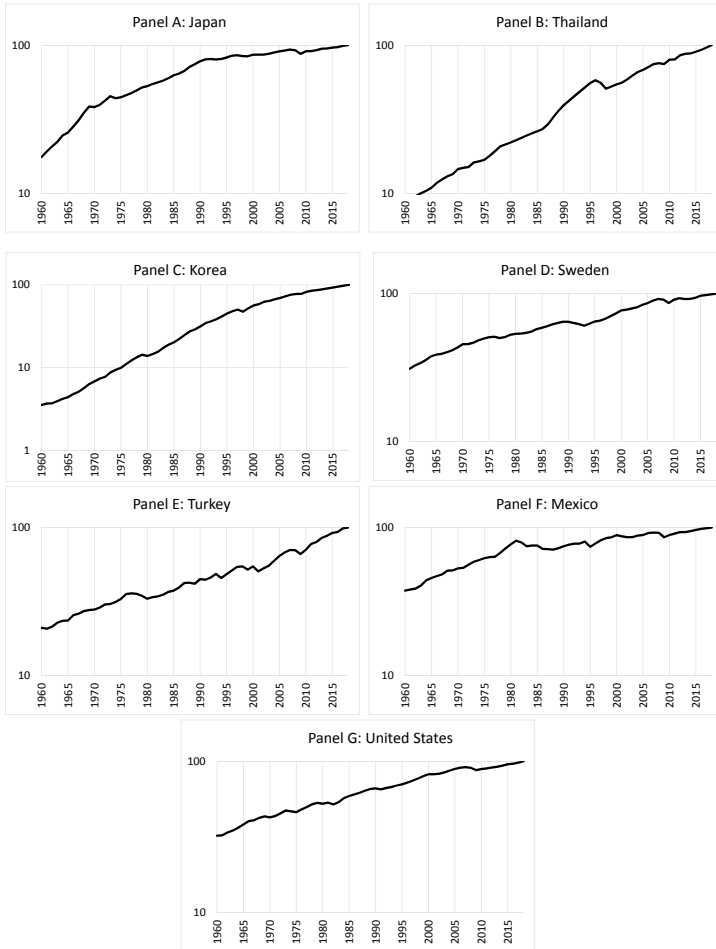 Panel A: Japan
100
10
1960 1965 1970 1975 1980 1985 1990 1995 2000 2005 2010 2015
Panel B: Thailand
100
10
1960 1965 1970 1975 1980 1985 1990 1995 2000 2005 2010 2015
Panel C: Korea
100
10
1
1960 1965 1970 1975 1980 1985 1990 1995 2000 2005 2010 2015
Panel D: Sweden
100
10
1960 1965 1970 1975 1980 1985 1990 1995 2000 2005 2010 2015
Panel E: Turkey
100
10
1960 1965 1970 1975 1980 1985 1990 1995 2000 2005 2010 2015
Panel F: Mexico
100
10
1960 1965 1970 1975 1980 1985 1990 1995 2000 2005 2010 2015
Panel G: United States
100
10
1960 1965 1970 1975 1980 1985 1990 1995 2000 2005 2010 2015